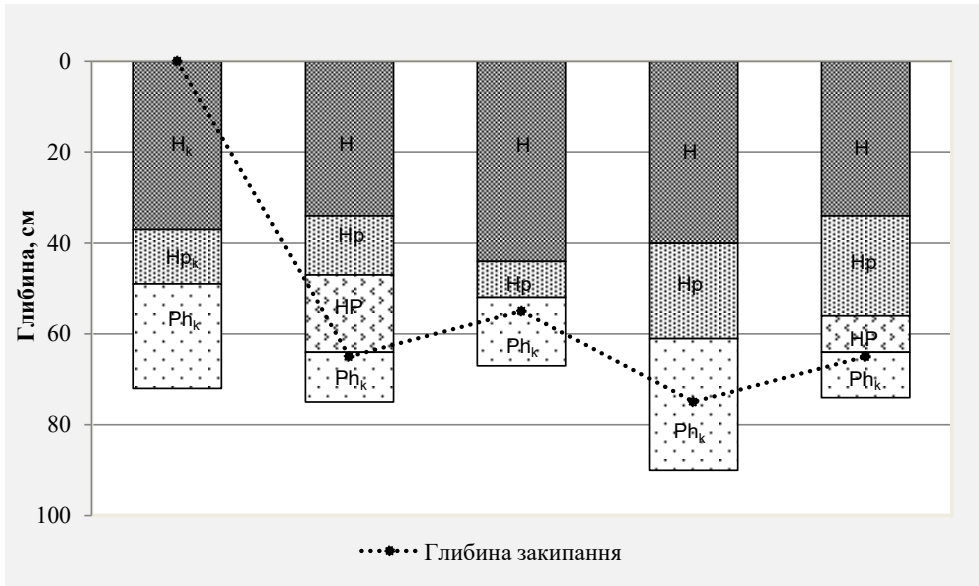 Глибина, см
0
20
40
60
80
100
Hk
Hpk
Phk
H
Hp
HP
Phk
H
Hp
Phk
H
Hp
Phk
H
Hp
HP
Phk
Глибина закипання